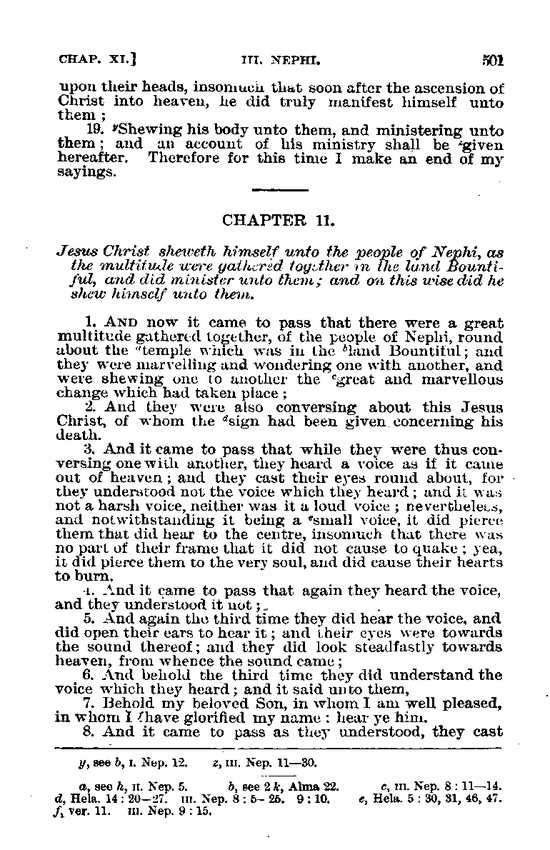 CHAP. XI.] III. NEPHI. 501
upon their heads, insomuch that soon after the ascension of
Christ into heaven, he did truly manifest himself unto
them ;
19. yShewing his body unto them, and ministering unto
them ; and an account of his ministry shall be zgiven
hereafter. Therefore for this time I make an end of my
sayings.
CHAPTER 11.
Jesus Christ sheweth himself unto the people of Nephi, as
the multitude were gathered together in the land Bounti-
ful, and did minister unto them ; and on this wise did he
shew himself unto them.
1. AND now it came to pass that there were a great
multitude gathered together, of the people of Nephi, round
about the atemple which was in the bland Bountiful ; and
they were marvelling and wondering one with another, and
were shewing one to another the cgreat and marvellous
change which had taken place ;
2. And they were also conversing about this Jesus
Christ, of whom the dsign had been given concerning his
death.
3. And it came to pass that while they were thus con-
versing one with another, they heard a voice as if it came
out of heaven ; and they cast their eyes round about, for
they understood not the voice which they heard ; and it was
not a harsh voice, neither was it a loud voice ; nevertheless,
and notwithstanding it being a esmall voice, it did pierce
them that did hear to the centre, insomuch that there was
no part of their frame that it did not cause to quake ; yea,
it did pierce them to the very soul, and did cause their hearts
to burn.
4. And it came to pass that again they heard the voice,
and they understood it not ;
5. And again the third time they did hear the voice, and
did open their ears to hear it ; and their eyes were towards
the sound thereof ; and they did look steadfastly towards
heaven, from whence the sound came ;
6. And behold the third time they did understand the
voice which they heard ; and it said unto them,
7. Behold my beloved Son, in whom I am well pleased,
in whom I fhave glorified my name : hear ye him.
8. And it came to pass as they understood, they cast
y, see b, I. Nep. 12. z, III. Nep. 11—30.
a, see h, II. Nep. 5. b, see 2 k, Alma 22. c, III. Nep. 8 : 11—14.
d, Hela. 14 : 20—27. III. Nep. 8 : 5— 25. 9 : 10. e, Hela. 5 : 30, 31, 46, 47.
f, ver. 11. III. Nep. 9 : 15.